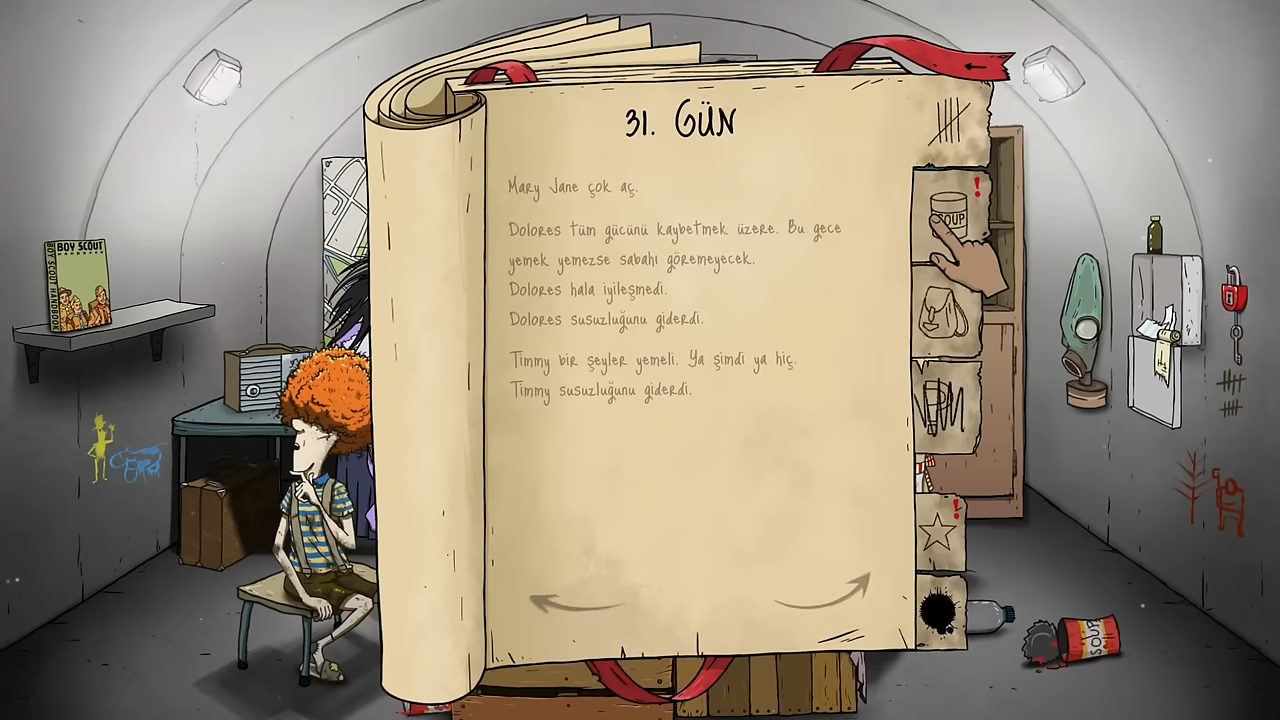 31. GÜN
Mary Jane çok aç.
Dolores tüm gücünü kaybetmek üzere. Bu gece
yemek yemezse sabahı göremeyecek.
Dolores hala iyileşmedi.
Dolores susuzluğunu giderdi.
Timmy bir şeyler yemeli. Ya şimdi ya hiç.
Timmy susuzluğunu giderdi.
BOY SCOUT
BOY SCOUT HANDBOOK
SOUP
SOUP